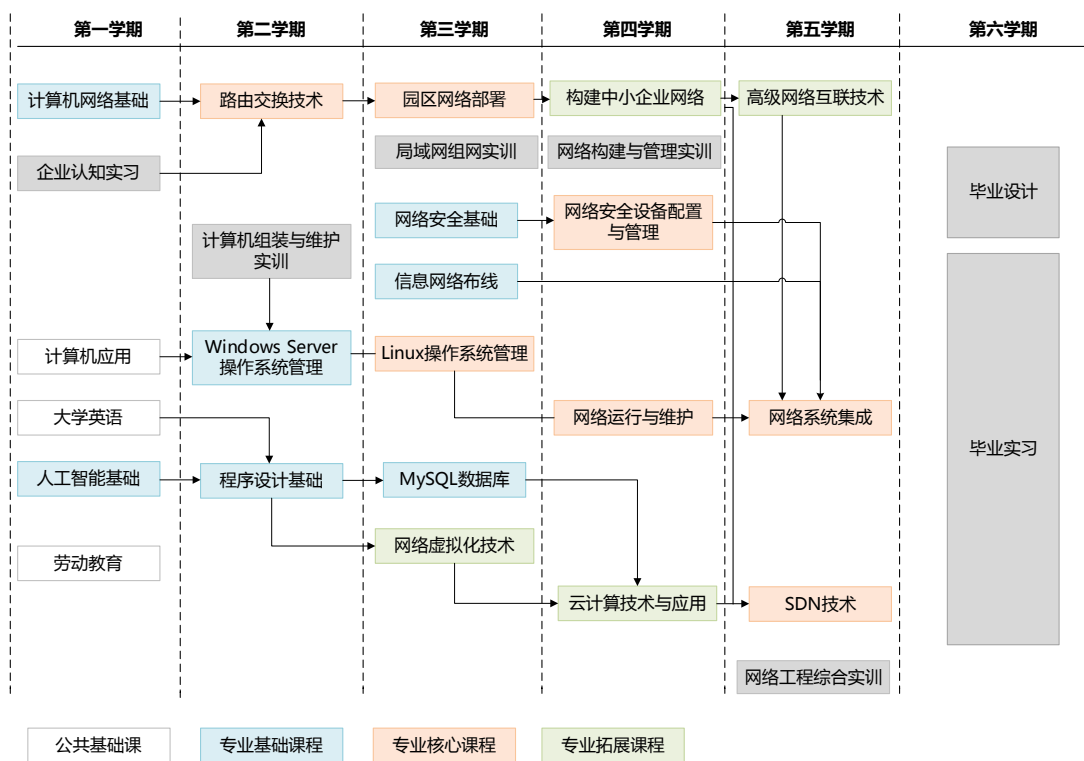 第一学期
第二学期
第三学期
第四学期
第五学期
第六学期
计算机网络基础
路由交换技术
园区网络部署
构建中小企业网络
高级网络互联技术
企业认知实习
局域网组网实训
网络构建与管理实训
毕业设计
网络安全基础
网络安全设备配置
与管理
计算机组装与维护
实训
信息网络布线
计算机应用
Windows Server
操作系统管理
Linux操作系统管理
大学英语
网络运行与维护
网络系统集成
毕业实习
人工智能基础
程序设计基础
MySQL数据库
网络虚拟化技术
劳动教育
云计算技术与应用
SDN技术
网络工程综合实训
公共基础课
专业基础课程
专业核心课程
专业拓展课程